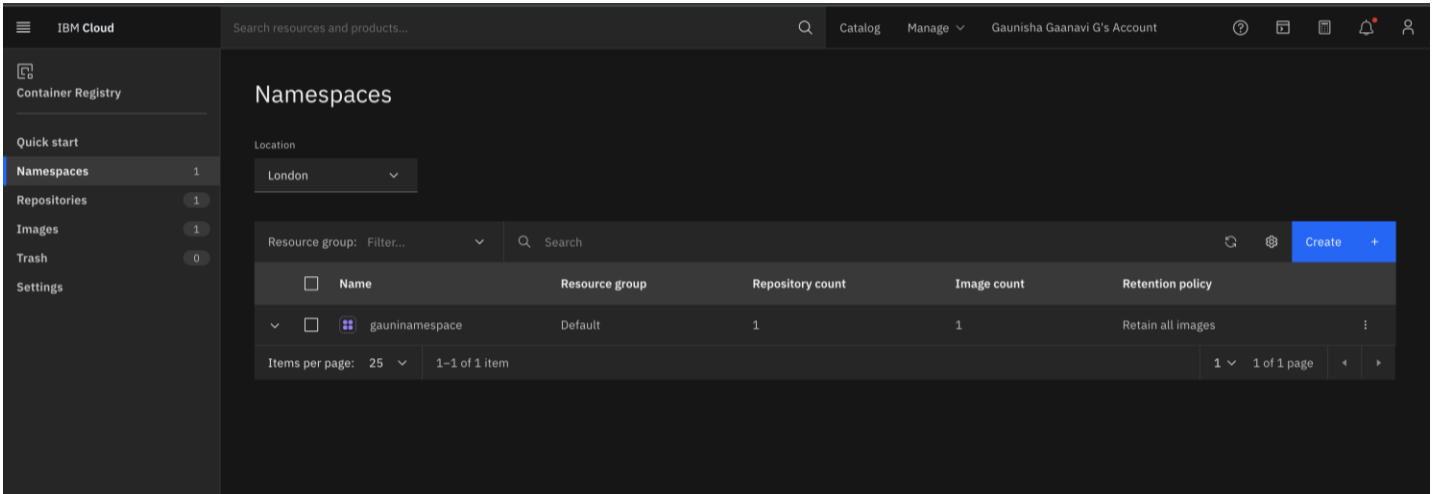 IBM Cloud
Search resources and products...
Catalog
Manage
Gaunisha Gaanavi G's Account
Container Registry
Quick start
Namespaces 1
Repositories 1
Images 1
Trash 0
Settings
Namespaces
Location
London
Resource group: Filter...
Search
Create +
Name Resource group Repository count Image count Retention policy
gauninamespace Default 1 1 Retain all images
Items per page: 25 1–1 of 1 item 1 1 of 1 page